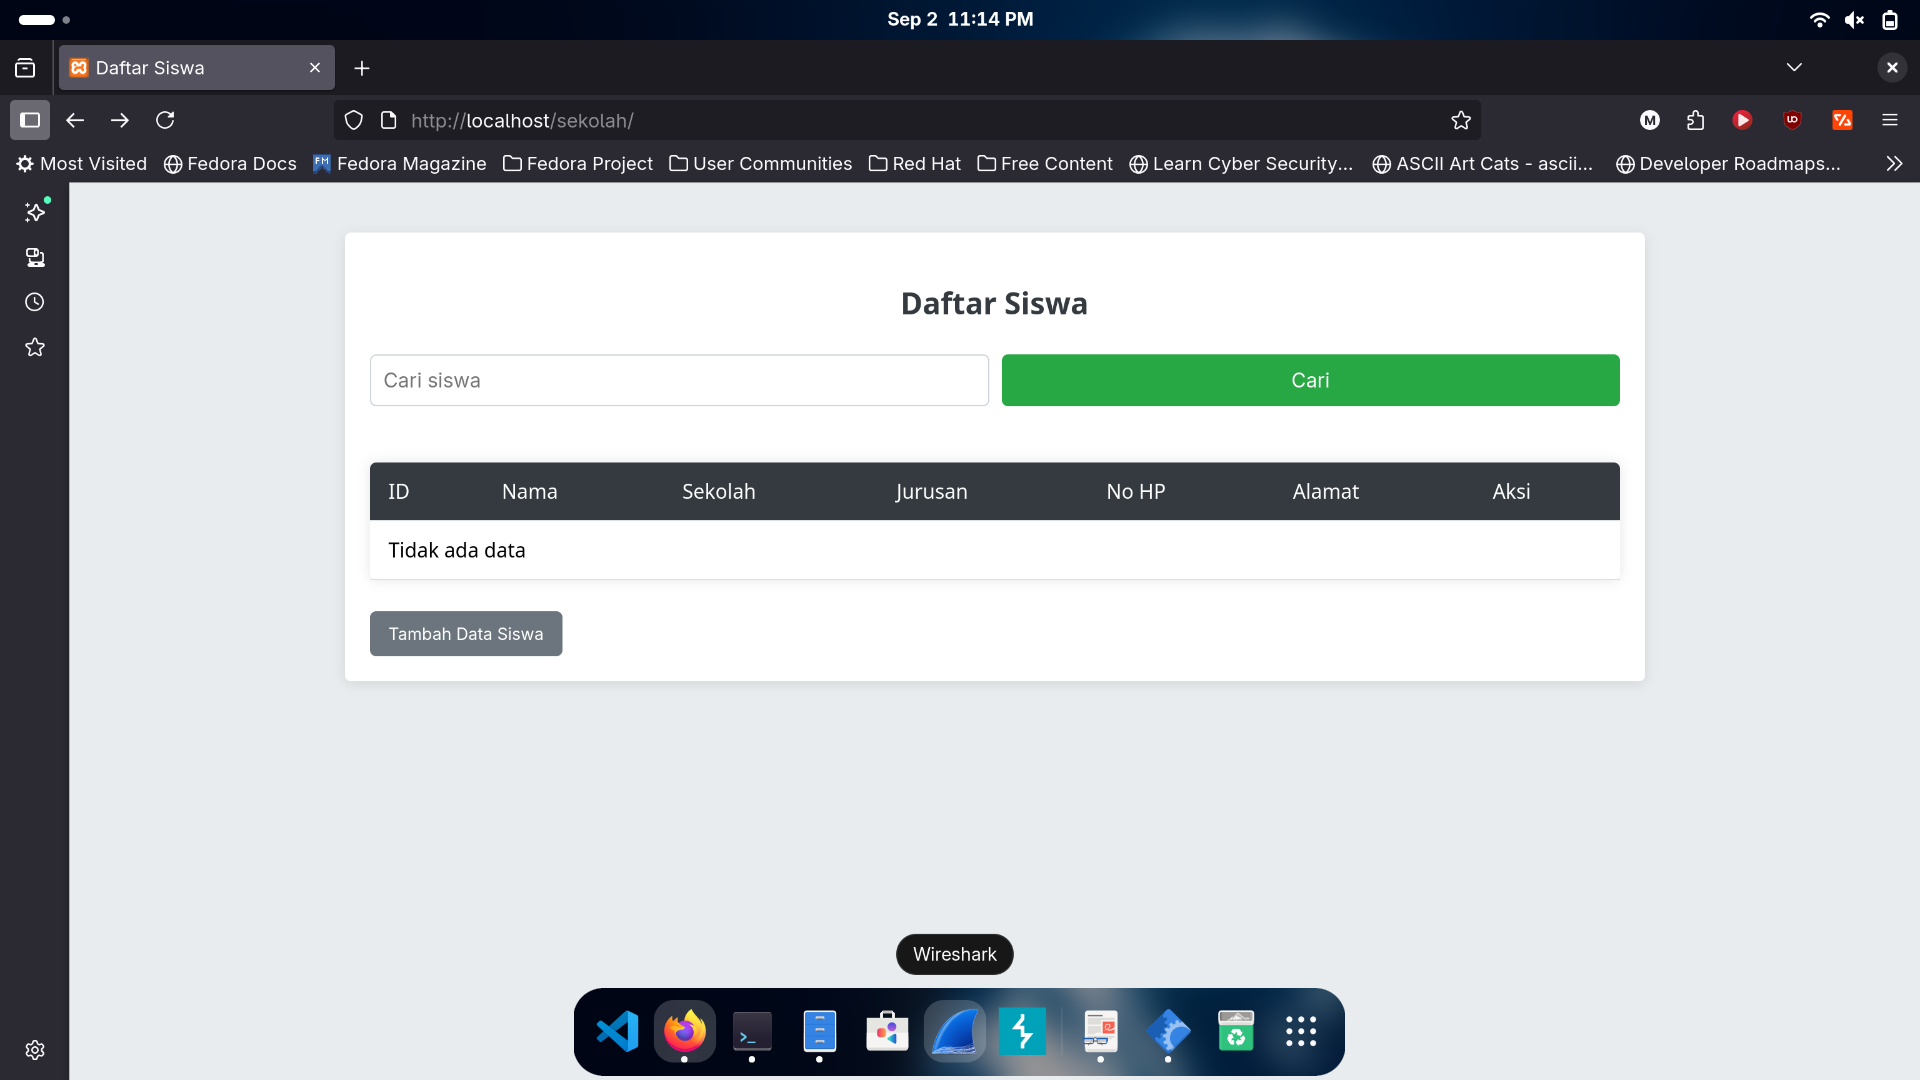 Sep 2 11:14 PM
Daftar Siswa
http://localhost/sekolah/
M
UD
Most Visited
Fedora Docs
FM
Fedora Magazine
Fedora Project
User Communities
Red Hat
Free Content
Learn Cyber Security...
ASCII Art Cats - ascii...
Developer Roadmaps...
Daftar Siswa
Cari siswa
Cari
ID Nama Sekolah Jurusan No HP Alamat Aksi
Tidak ada data
Tambah Data Siswa
Wireshark